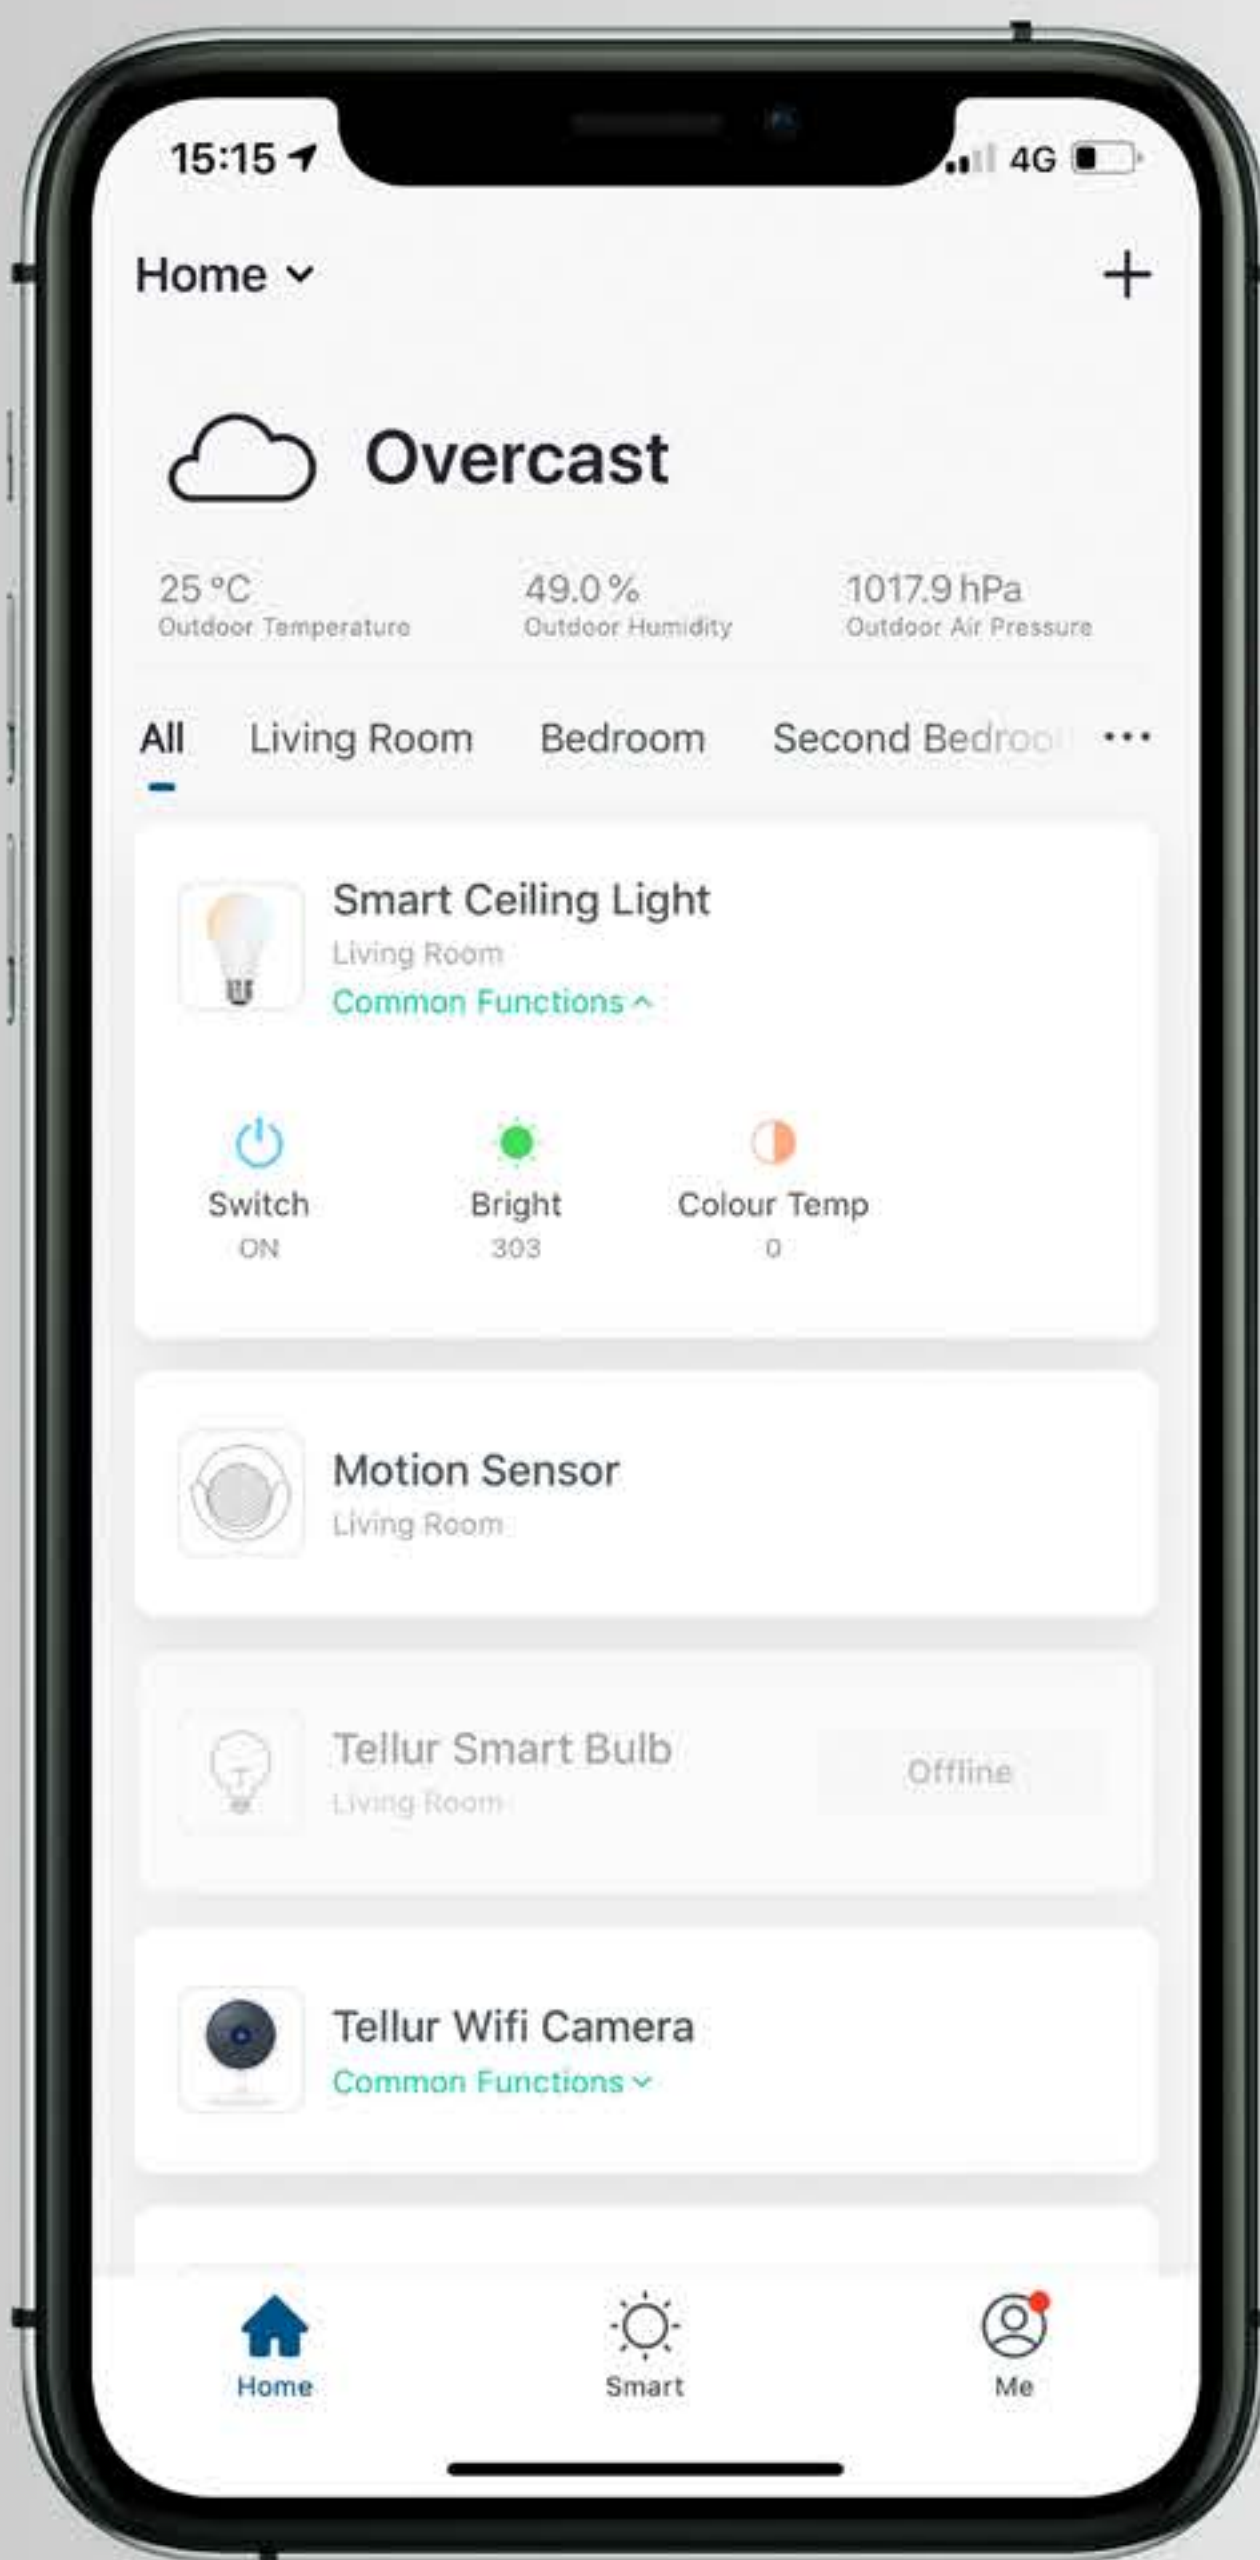 15:15 4G
Home
Overcast
25 °C 49.0 % 1017.9 hPa
Outdoor Temperature Outdoor Humidity Outdoor Air Pressure
All Living Room Bedroom Second
Smart Ceiling Light
Living Room
Common Functions
Switch Bright Colour Temp
ON 303 0
Motion Sensor
Living Room
Tellur Smart Bulb
Living Room
Offline
Tellur Wifi Camera
Common Functions
Home Smart Me